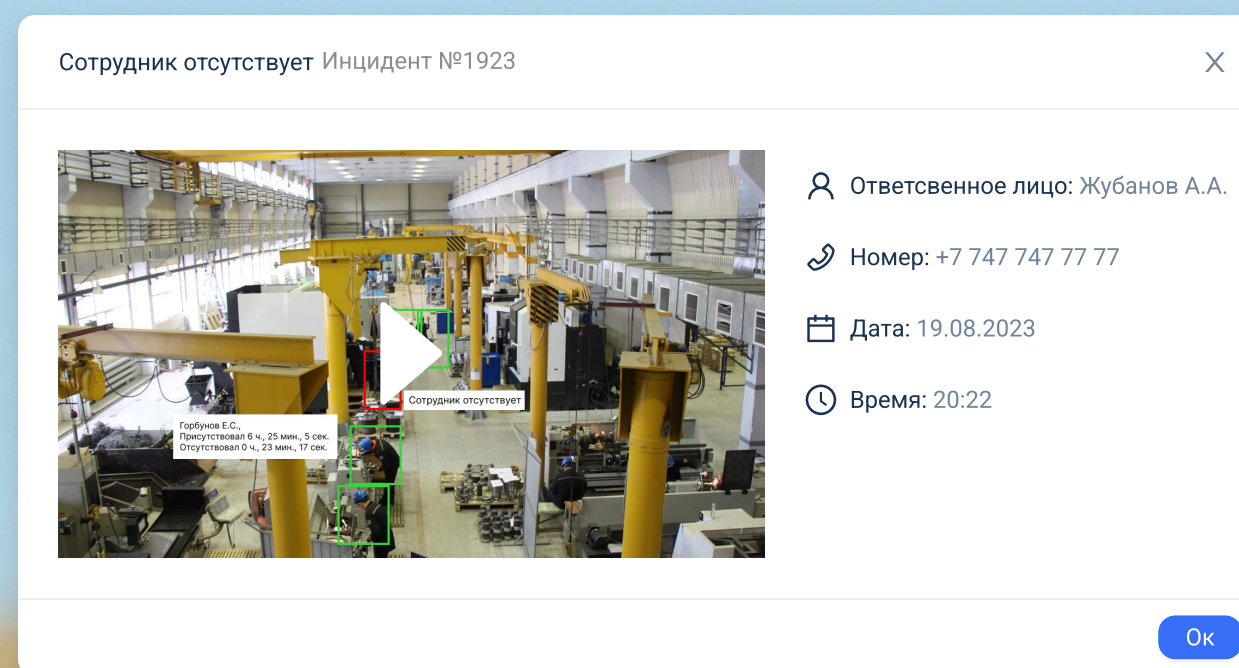 Сотрудник отсутствует Инцидент №1923
Ответсвенное лицо: Жубанов А.А.
Номер: +7 747 747 77 77
Дата: 19.08.2023
Время: 20:22
Сотрудник отсутствует
Горбунов Е.С.,
Присутствовал 6 ч., 25 мин., 5 сек.
Отсутствовал 0 ч., 23 мин., 17 сек.
Ок